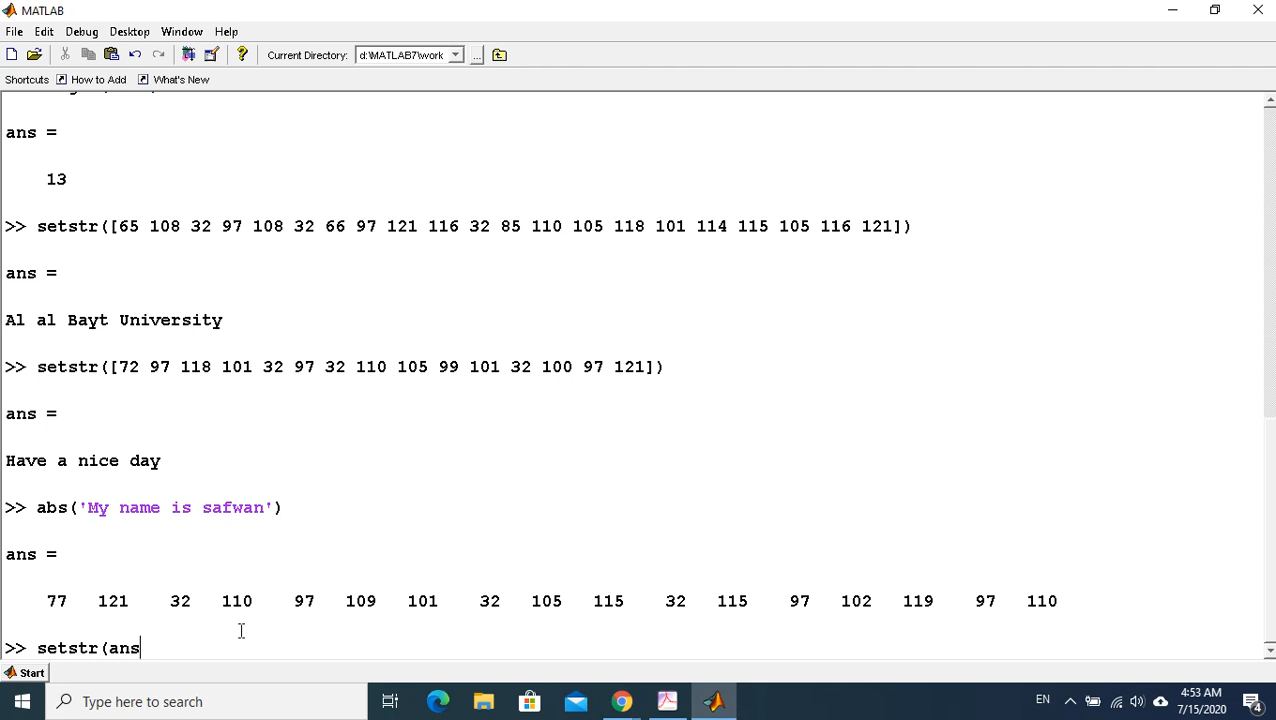 MATLAB
File Edit Debug Desktop Window Help
Current Directory: d:\MATLAB7\work ...
Shortcuts How to Add What's New
ans =
13
>> setstr([65 108 32 97 108 32 66 97 121 116 32 85 110 105 118 101 114 115 105 116 121])
ans =
Al al Bayt University
>> setstr([72 97 118 101 32 97 32 110 105 99 101 32 100 97 121])
ans =
Have a nice day
>> abs('My name is safwan')
ans =
77 121 32 110 97 109 101 32 105 115 32 115 97 102 119 97 110
>> setstr(ans
Start
Type here to search
EN
4:53 AM
7/15/2020
4